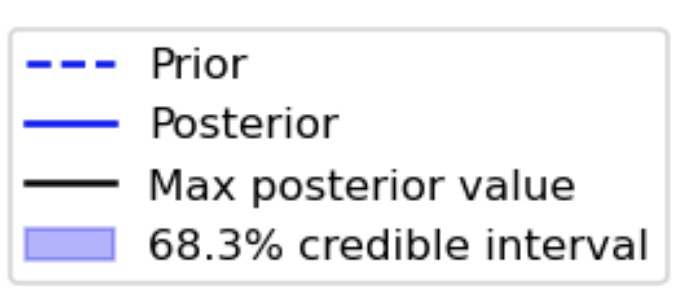 Prior
Posterior
Max posterior value
68.3% credible interval